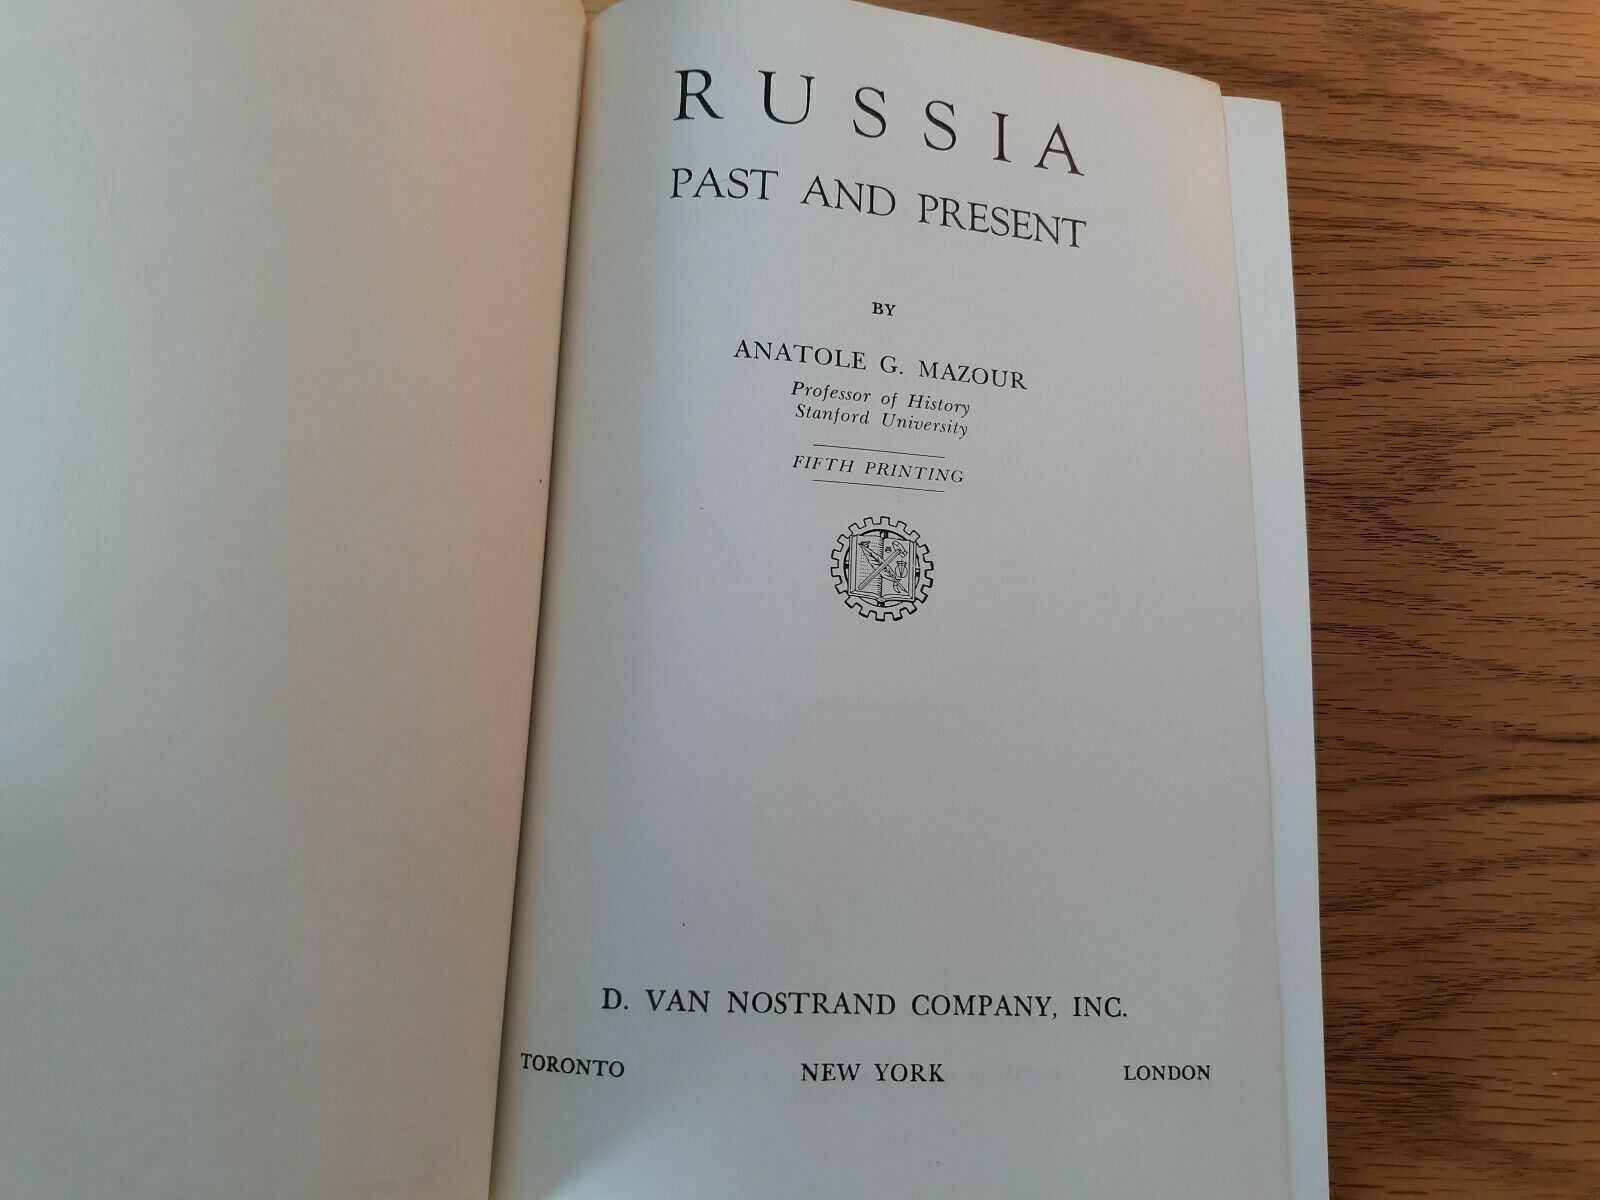 RUSSIA
PAST AND PRESENT
BY
ANATOLE G. MAZOUR
Professor of History
Stanford University
FIFTH PRINTING
D. VAN NOSTRAND COMPANY, INC.
TORONTO NEW YORK LONDON